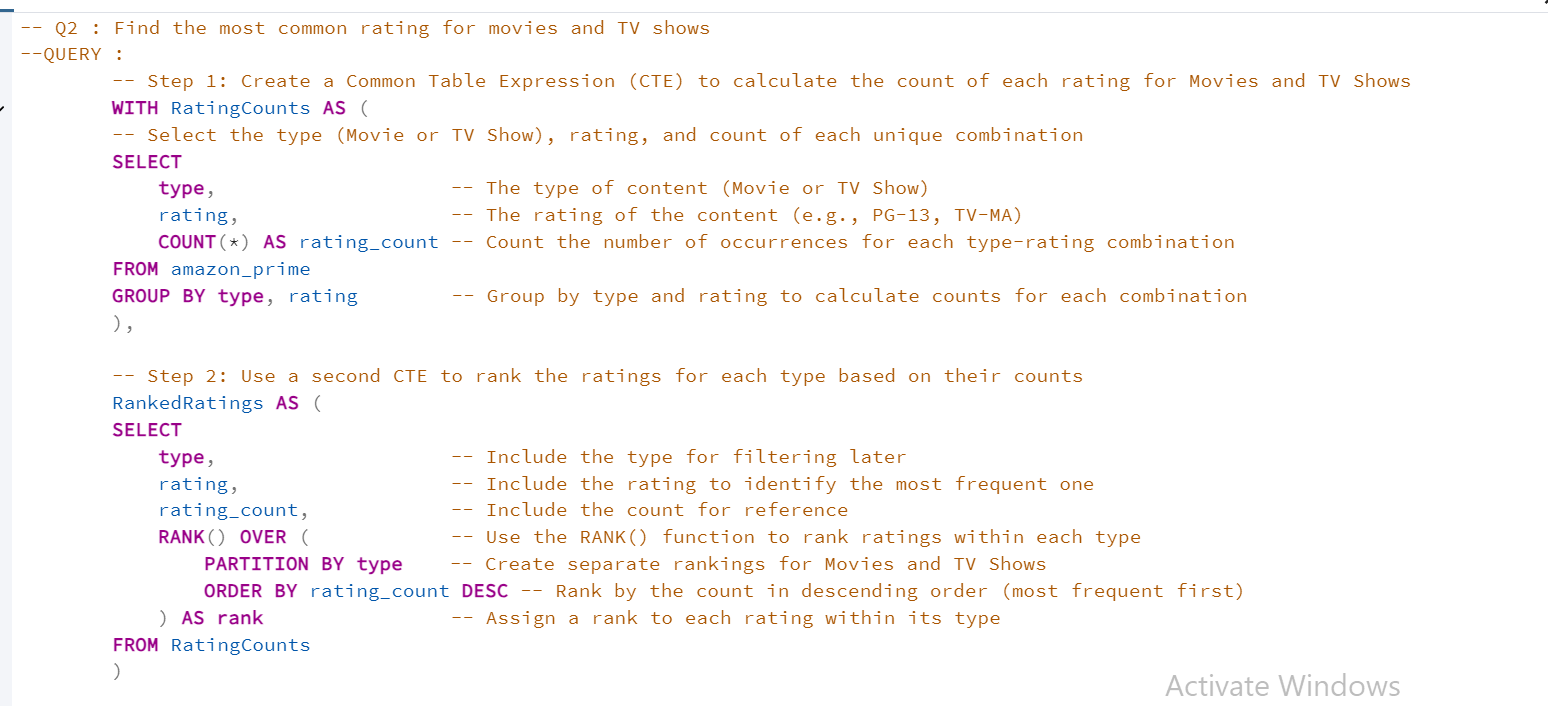 -- Q2 : Find the most common rating for movies and TV shows
--QUERY :
-- Step 1: Create a Common Table Expression (CTE) to calculate the count of each rating for Movies and TV Shows
WITH RatingCounts AS (
-- Select the type (Movie or TV Show), rating, and count of each unique combination
SELECT
type, -- The type of content (Movie or TV Show)
rating, -- The rating of the content (e.g., PG-13, TV-MA)
COUNT(*) AS rating_count -- Count the number of occurrences for each type-rating combination
FROM amazon_prime
GROUP BY type, rating -- Group by type and rating to calculate counts for each combination
),
-- Step 2: Use a second CTE to rank the ratings for each type based on their counts
RankedRatings AS (
SELECT
type, -- Include the type for filtering later
rating, -- Include the rating to identify the most frequent one
rating_count, -- Include the count for reference
RANK() OVER ( -- Use the RANK() function to rank ratings within each type
PARTITION BY type -- Create separate rankings for Movies and TV Shows
ORDER BY rating_count DESC -- Rank by the count in descending order (most frequent first)
) AS rank -- Assign a rank to each rating within its type
FROM RatingCounts
)
Activate Windows